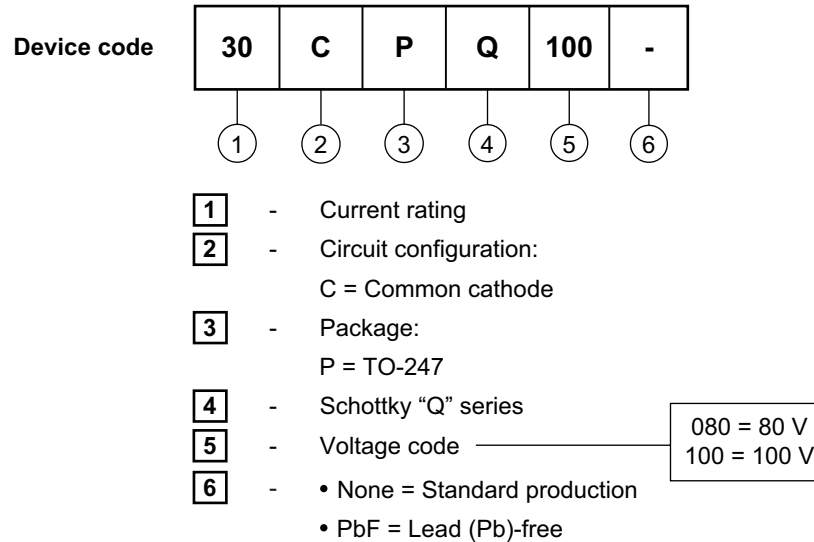 Device code 30 C P Q 100 -
1 2 3 4 5 6
1 - Current rating
2 - Circuit configuration:
C = Common cathode
3 - Package:
P = TO-247
4 - Schottky “Q” series
5 - Voltage code
080 = 80 V
100 = 100 V
6 - • None = Standard production
• PbF = Lead (Pb)-free